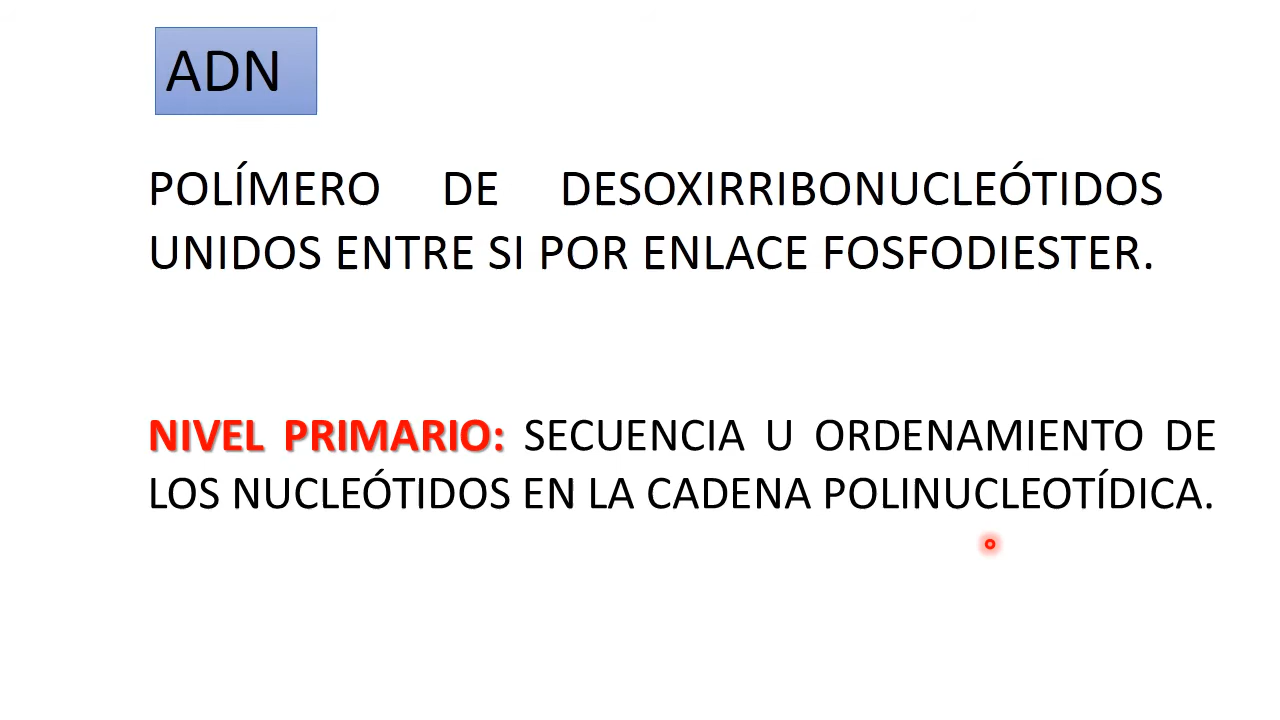 ADN
POLÍMERO DE DESOXIRRIBONUCLEÓTIDOS
UNIDOS ENTRE SI POR ENLACE FOSFODIESTER.
NIVEL PRIMARIO: SECUENCIA U ORDENAMIENTO DE
LOS NUCLEÓTIDOS EN LA CADENA POLINUCLEOTÍDICA.